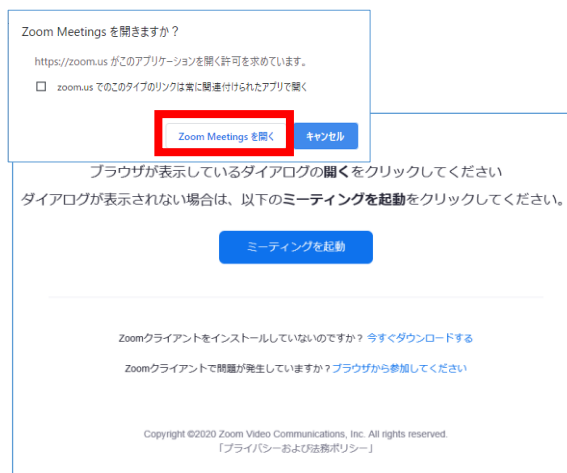 Zoom Meetings を開きますか？
https://zoom.us がこのアプリケーションを開く許可を求めています。
zoom.us でのこのタイプのリンクは常に関連付けられたアプリで開く
Zoom Meetings を開く
キャンセル
ブラウザが表示しているダイアログの開くをクリックしてください
ダイアログが表示されない場合は、以下のミーティングを起動をクリックしてください。
ミーティングを起動
Zoomクライアントをインストールしていないのですか？ 今すぐダウンロードする
Zoomクライアントで問題が発生していますか？ブラウザから参加してください
Copyright ©2020 Zoom Video Communications, Inc. All rights reserved.
「プライバシーおよび法務ポリシー」